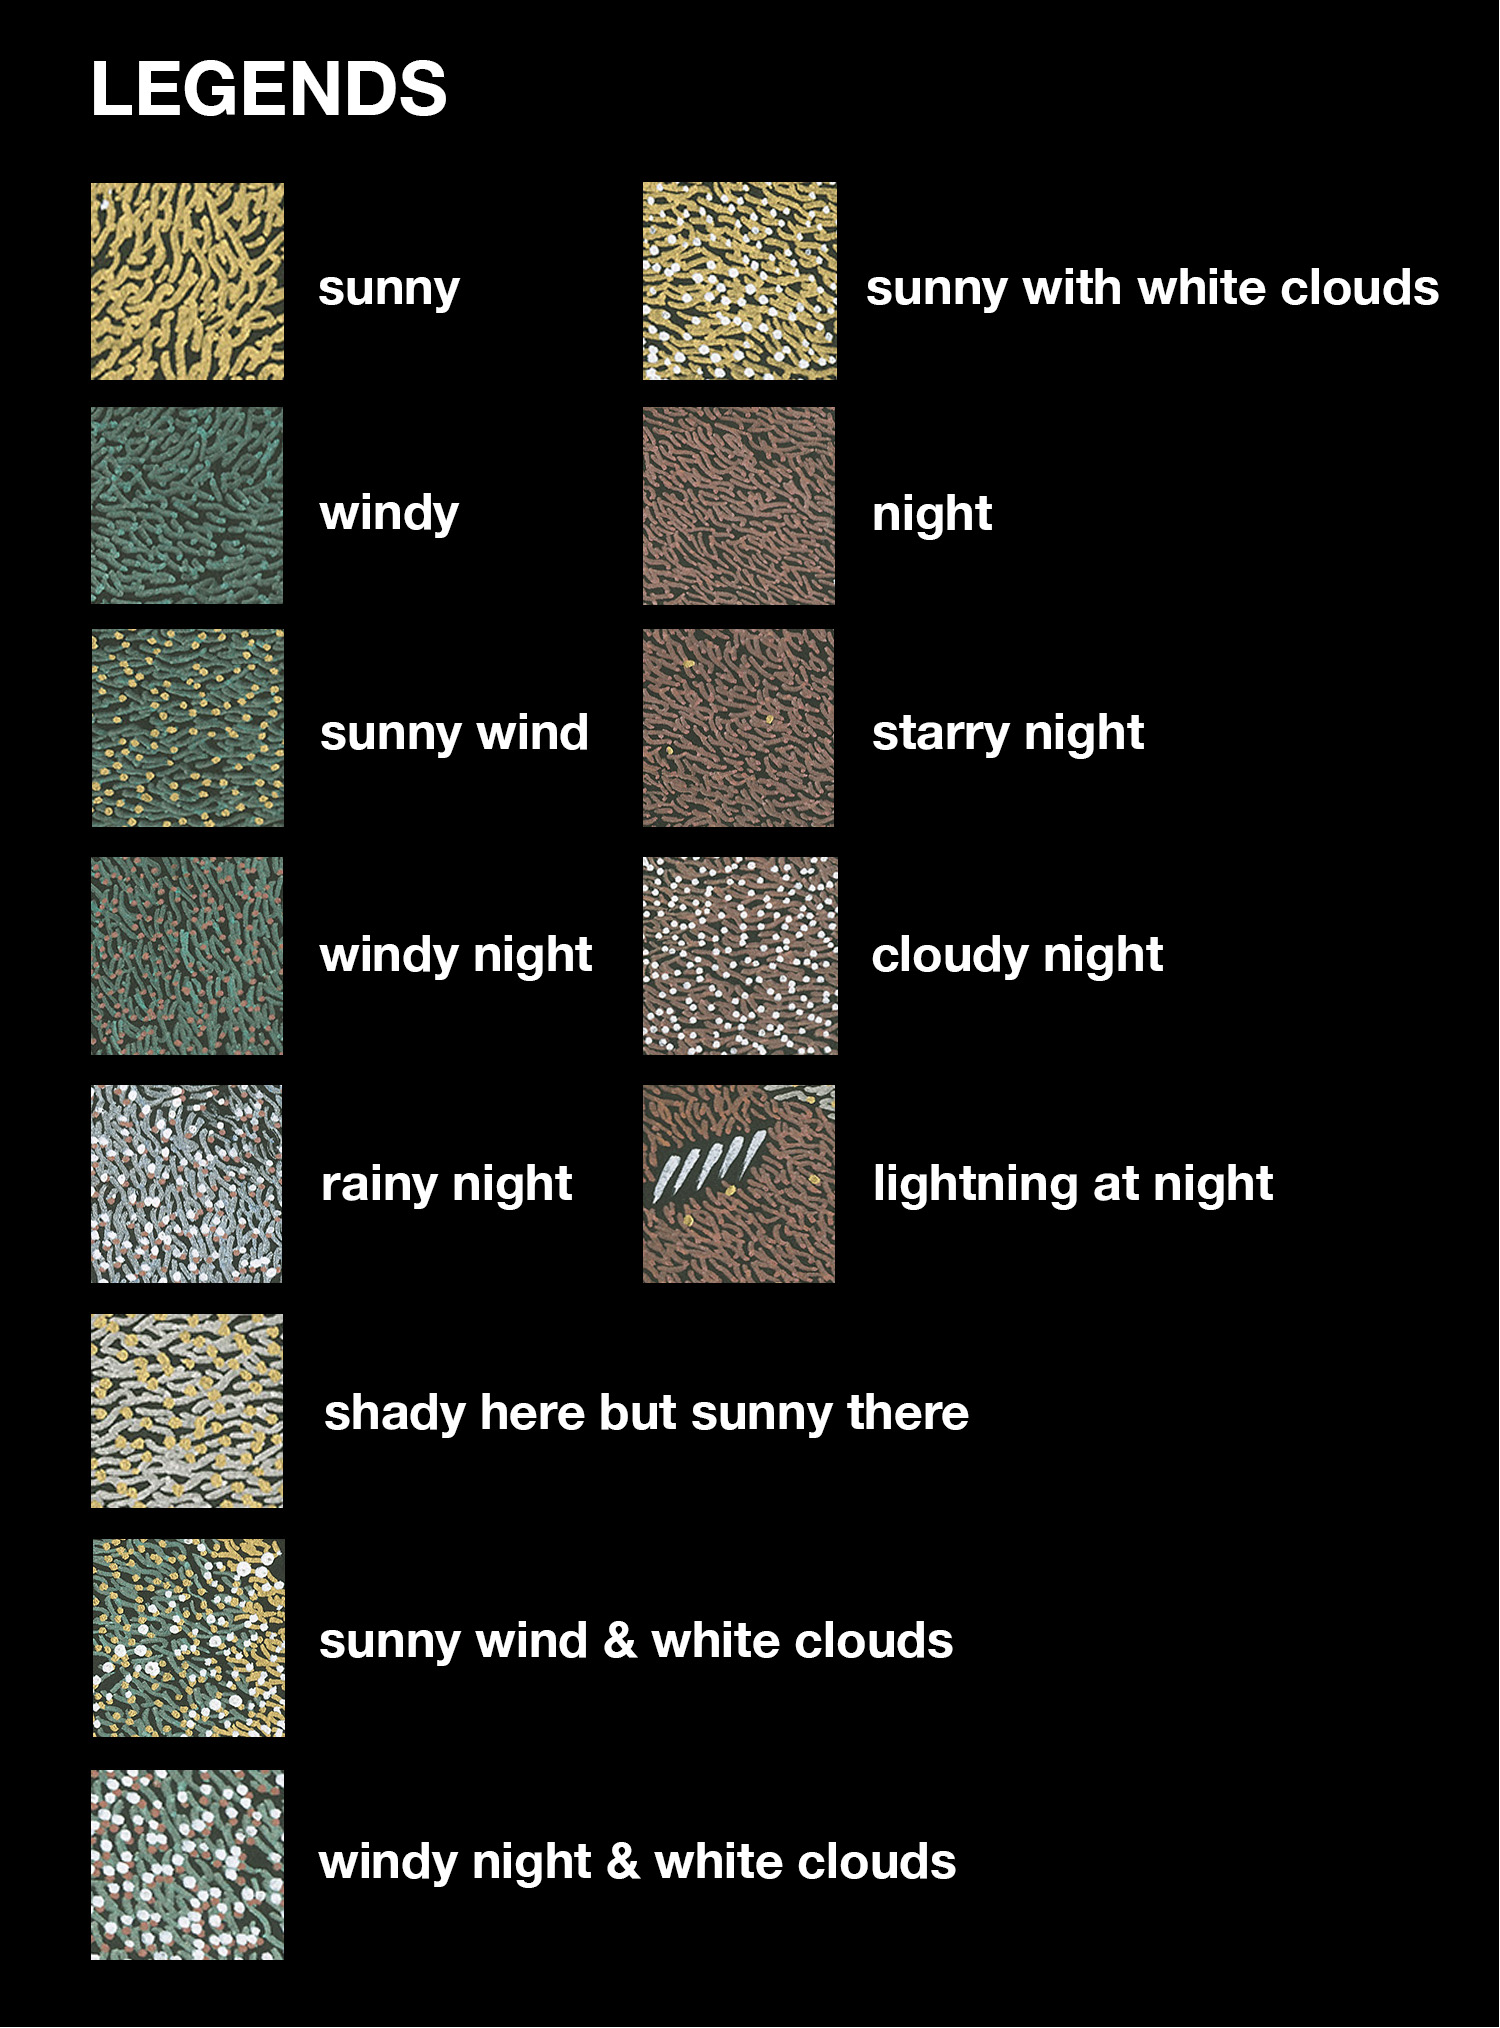 LEGENDS
sunny
sunny with white clouds
windy
night
sunny wind
starry night
windy night
cloudy night
rainy night
lightning at night
shady here but sunny there
sunny wind & white clouds
windy night & white clouds